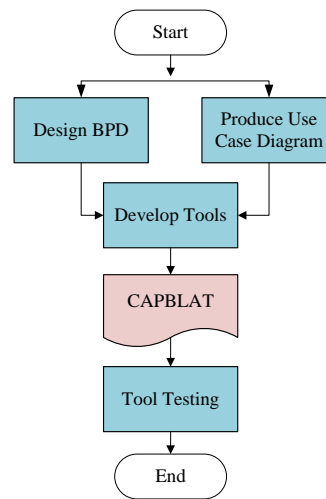 Start
Design BPD
Produce Use
Case Diagram
Develop Tools
CAPBLAT
Tool Testing
End